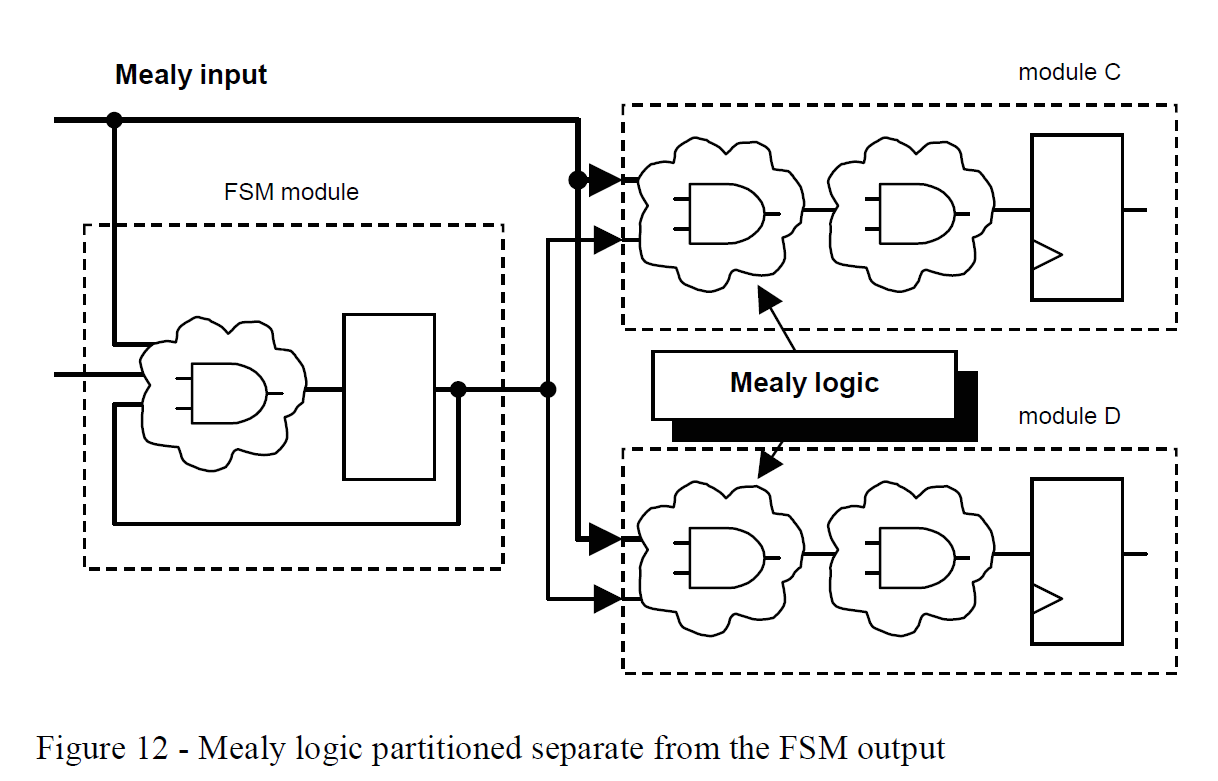 Mealy input
module C
FSM module
Mealy logic
module D
Figure 12 - Mealy logic partitioned separate from the FSM output